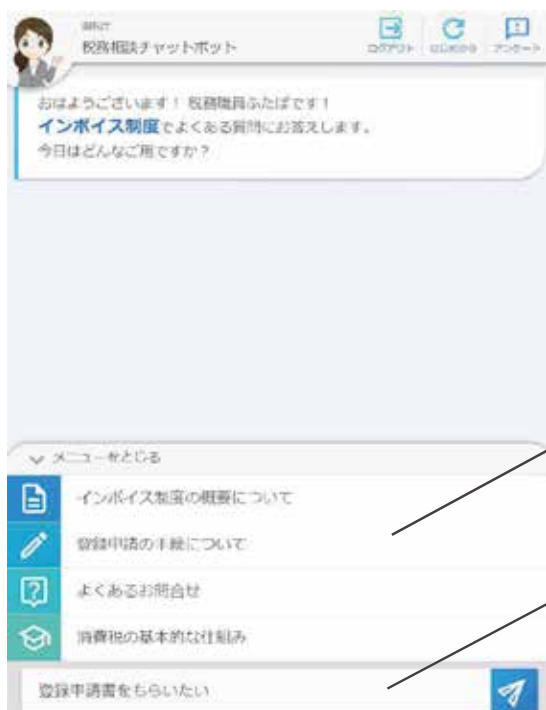 国税庁
税務相談チャットボット
ログアウト
はじめから
アンケート
おはようございます！ 税務職員ふたばです！
インボイス制度でよくある質問にお答えします。
今日はどんなご用ですか？
メニューをとじる
インボイス制度の概要について
登録申請の手続について
よくあるお問合せ
消費税の基本的な仕組み
登録申請書をもらいたい